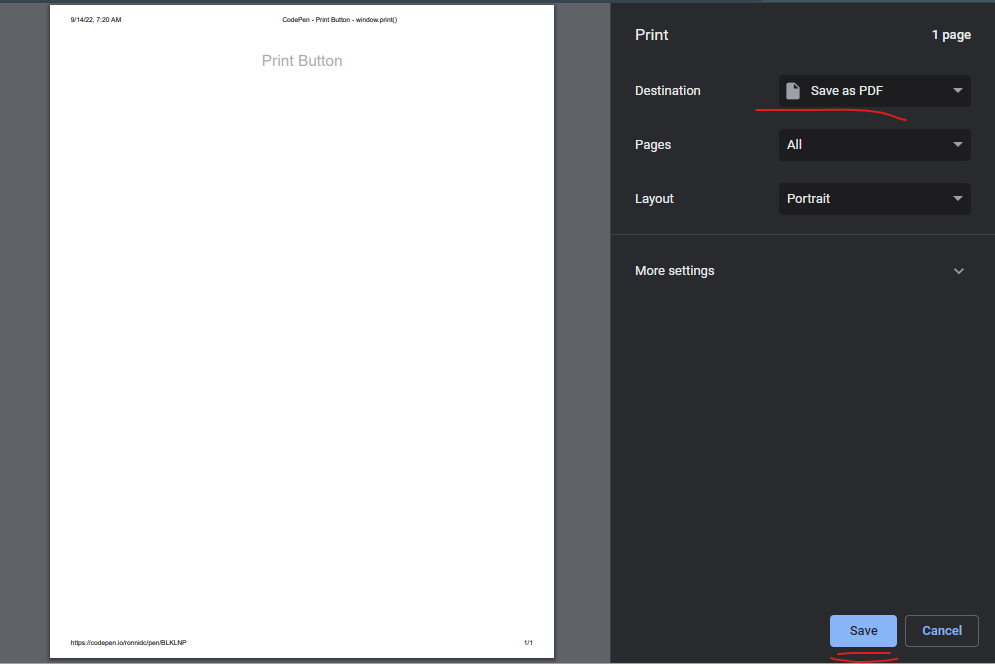 9/14/22, 7:20 AM CodePen - Print Button - window.print()
Print Button
https://codepen.io/ronnidc/pen/BLKLNP 1/1
Print 1 page
Destination Save as PDF
Pages All
Layout Portrait
More settings
Save Cancel